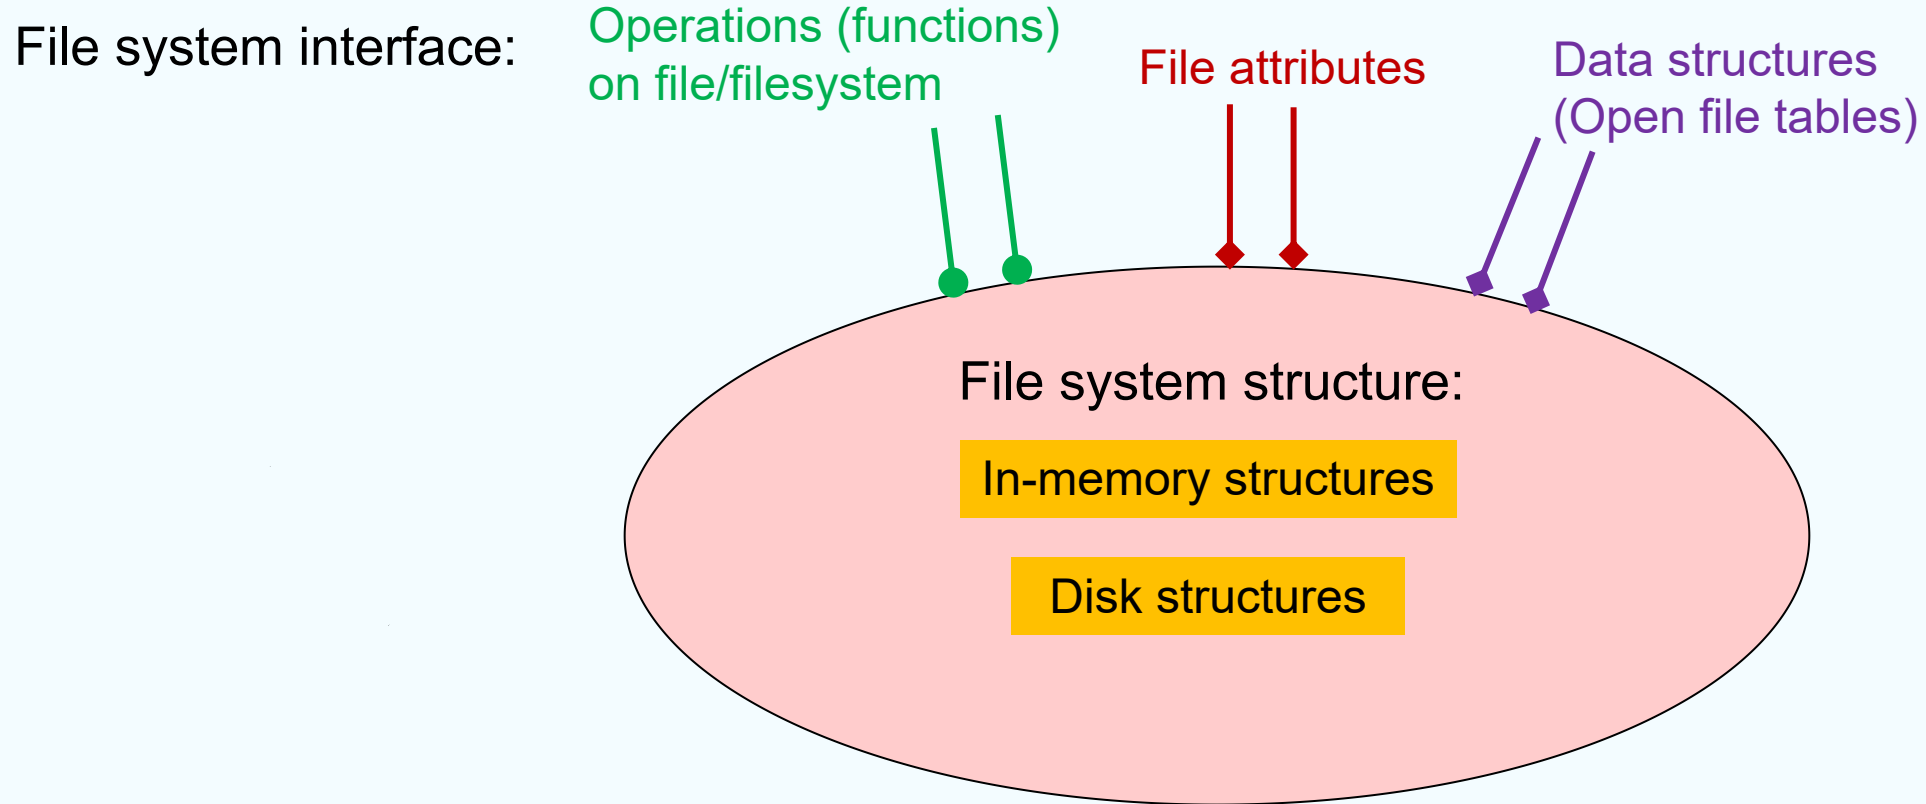 File system interface:
Operations (functions)
on file/filesystem
File attributes
Data structures
(Open file tables)
File system structure:
In-memory structures
Disk structures